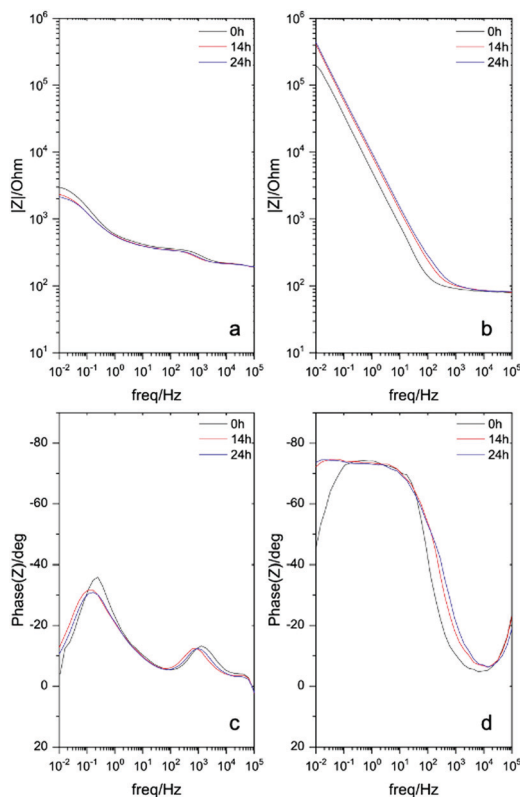 10⁶
10⁵
10⁴
10³
10²
10¹
|Z|/Ohm
0h
14h
24h
a
10⁻² 10⁻¹ 10⁰ 10¹ 10² 10³ 10⁴ 10⁵
freq/Hz
10⁶
10⁵
10⁴
10³
10²
10¹
|Z|/Ohm
0h
14h
24h
b
10⁻² 10⁻¹ 10⁰ 10¹ 10² 10³ 10⁴ 10⁵
freq/Hz
-80
-60
-40
-20
0
20
Phase(Z)/deg
0h
14h
24h
c
10⁻² 10⁻¹ 10⁰ 10¹ 10² 10³ 10⁴ 10⁵
freq/Hz
-80
-60
-40
-20
0
20
Phase(Z)/deg
0h
14h
24h
d
10⁻² 10⁻¹ 10⁰ 10¹ 10² 10³ 10⁴ 10⁵
freq/Hz